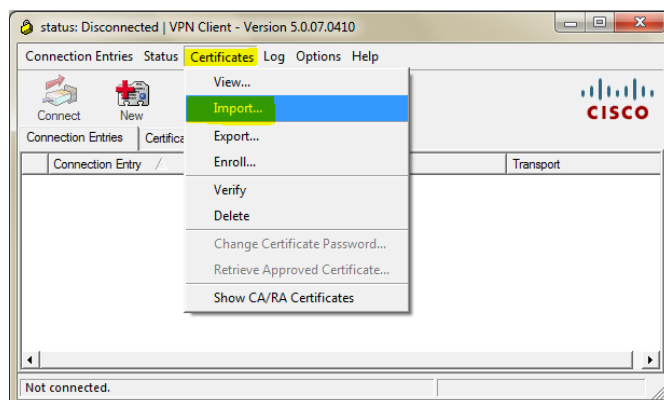 status: Disconnected | VPN Client - Version 5.0.07.0410
Connection Entries Status Certificates Log Options Help
View...
Import...
Export...
Enroll...
Verify
Delete
Change Certificate Password...
Retrieve Approved Certificate...
Show CA/RA Certificates
Connect New
CISCO
Connection Entries Certifica
Connection Entry Transport
Not connected.